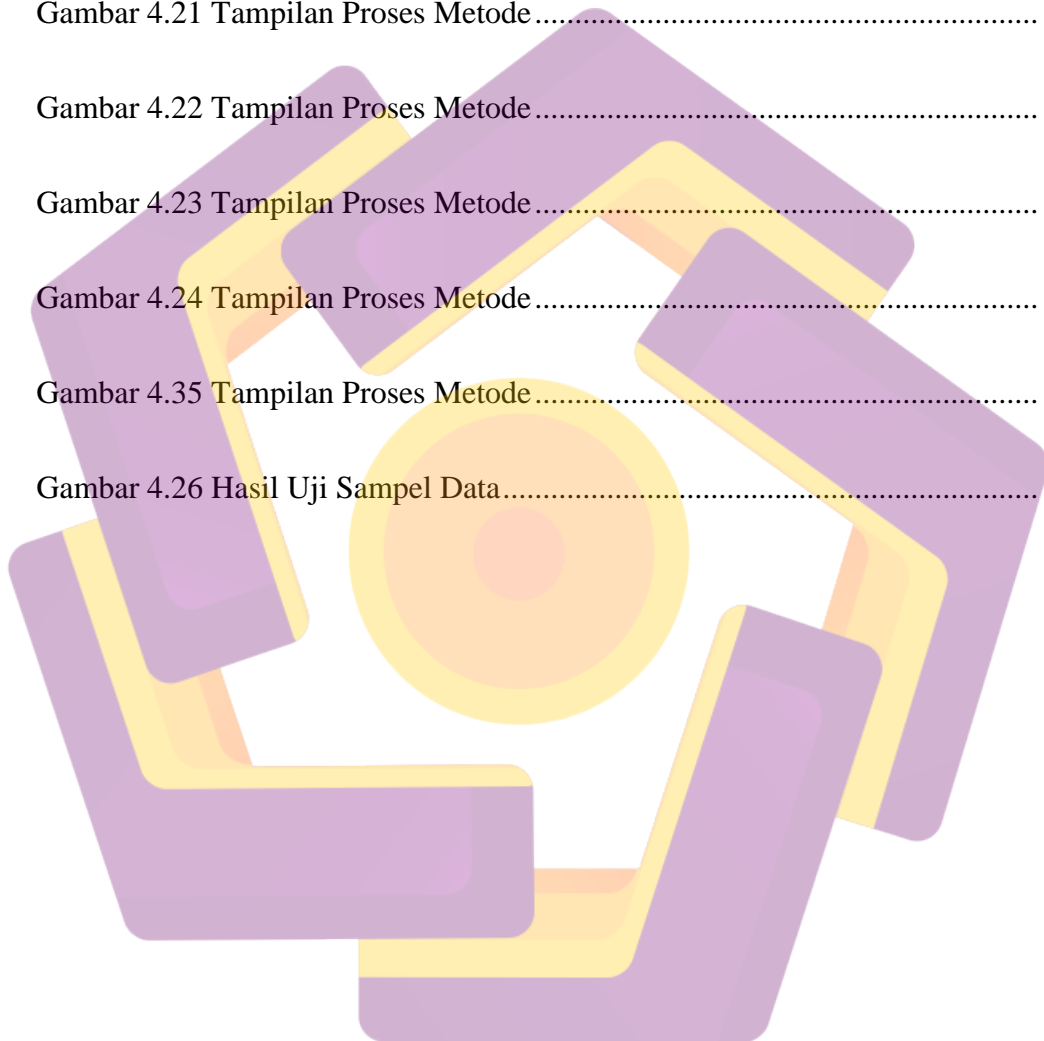 Gambar 4.21 Tampilan Proses Metode............................................................
Gambar 4.22 Tampilan Proses Metode............................................................
Gambar 4.23 Tampilan Proses Metode............................................................
Gambar 4.24 Tampilan Proses Metode............................................................
Gambar 4.35 Tampilan Proses Metode............................................................
Gambar 4.26 Hasil Uji Sampel Data................................................................